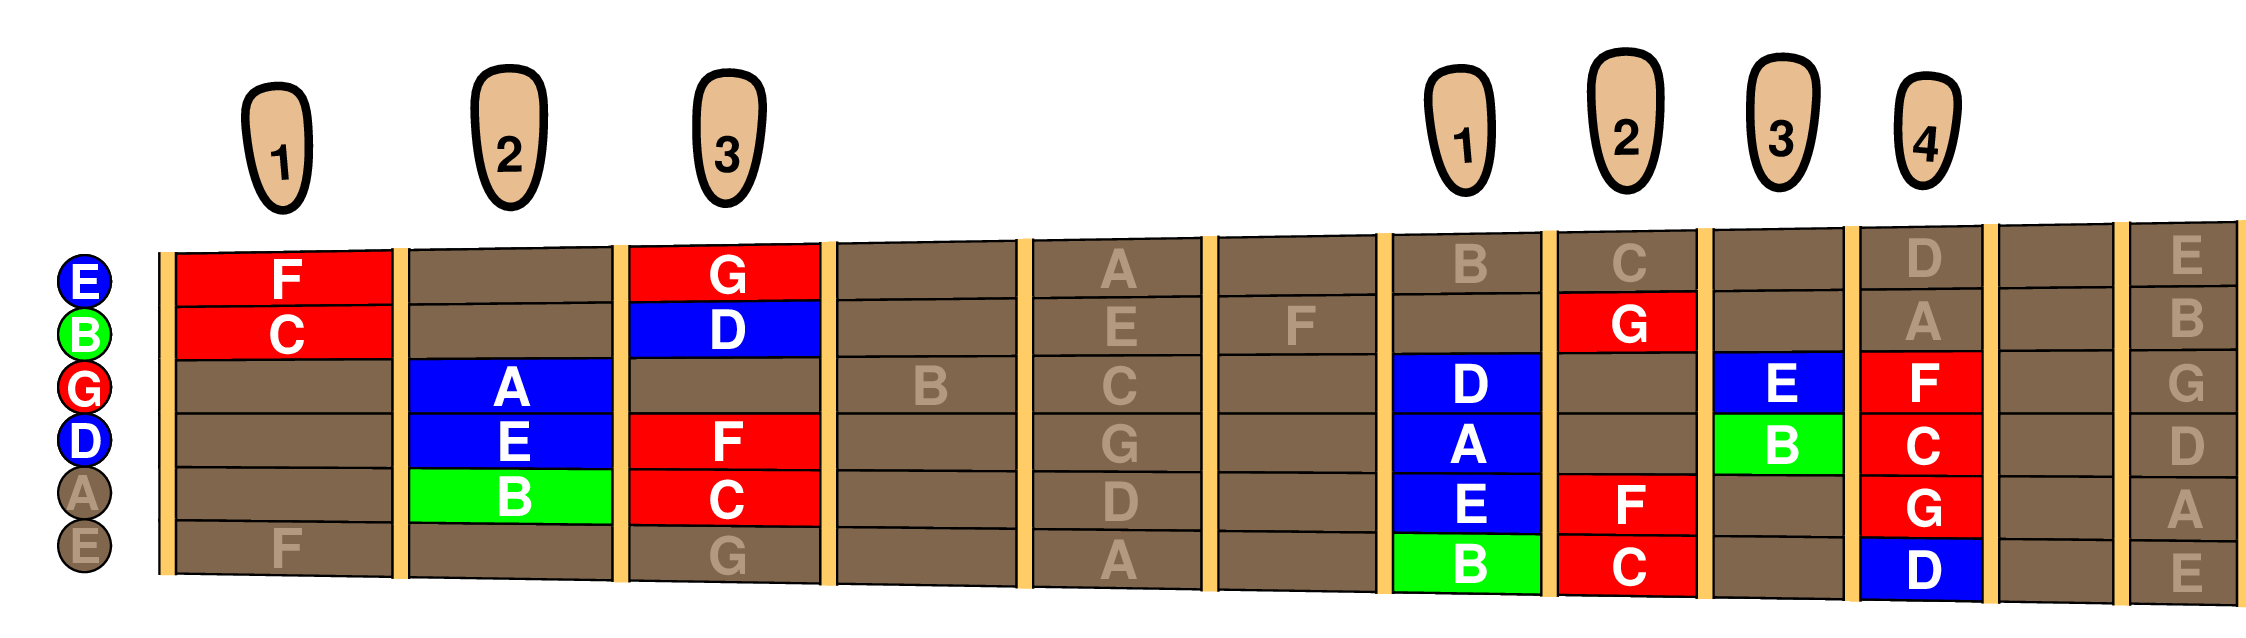 1 2 3 1 2 3 4
E F G A B C D E
B C D E F G A B
G A B C D E F G
D E F G A B C D
A B C D E F G A
E F G A B C D E